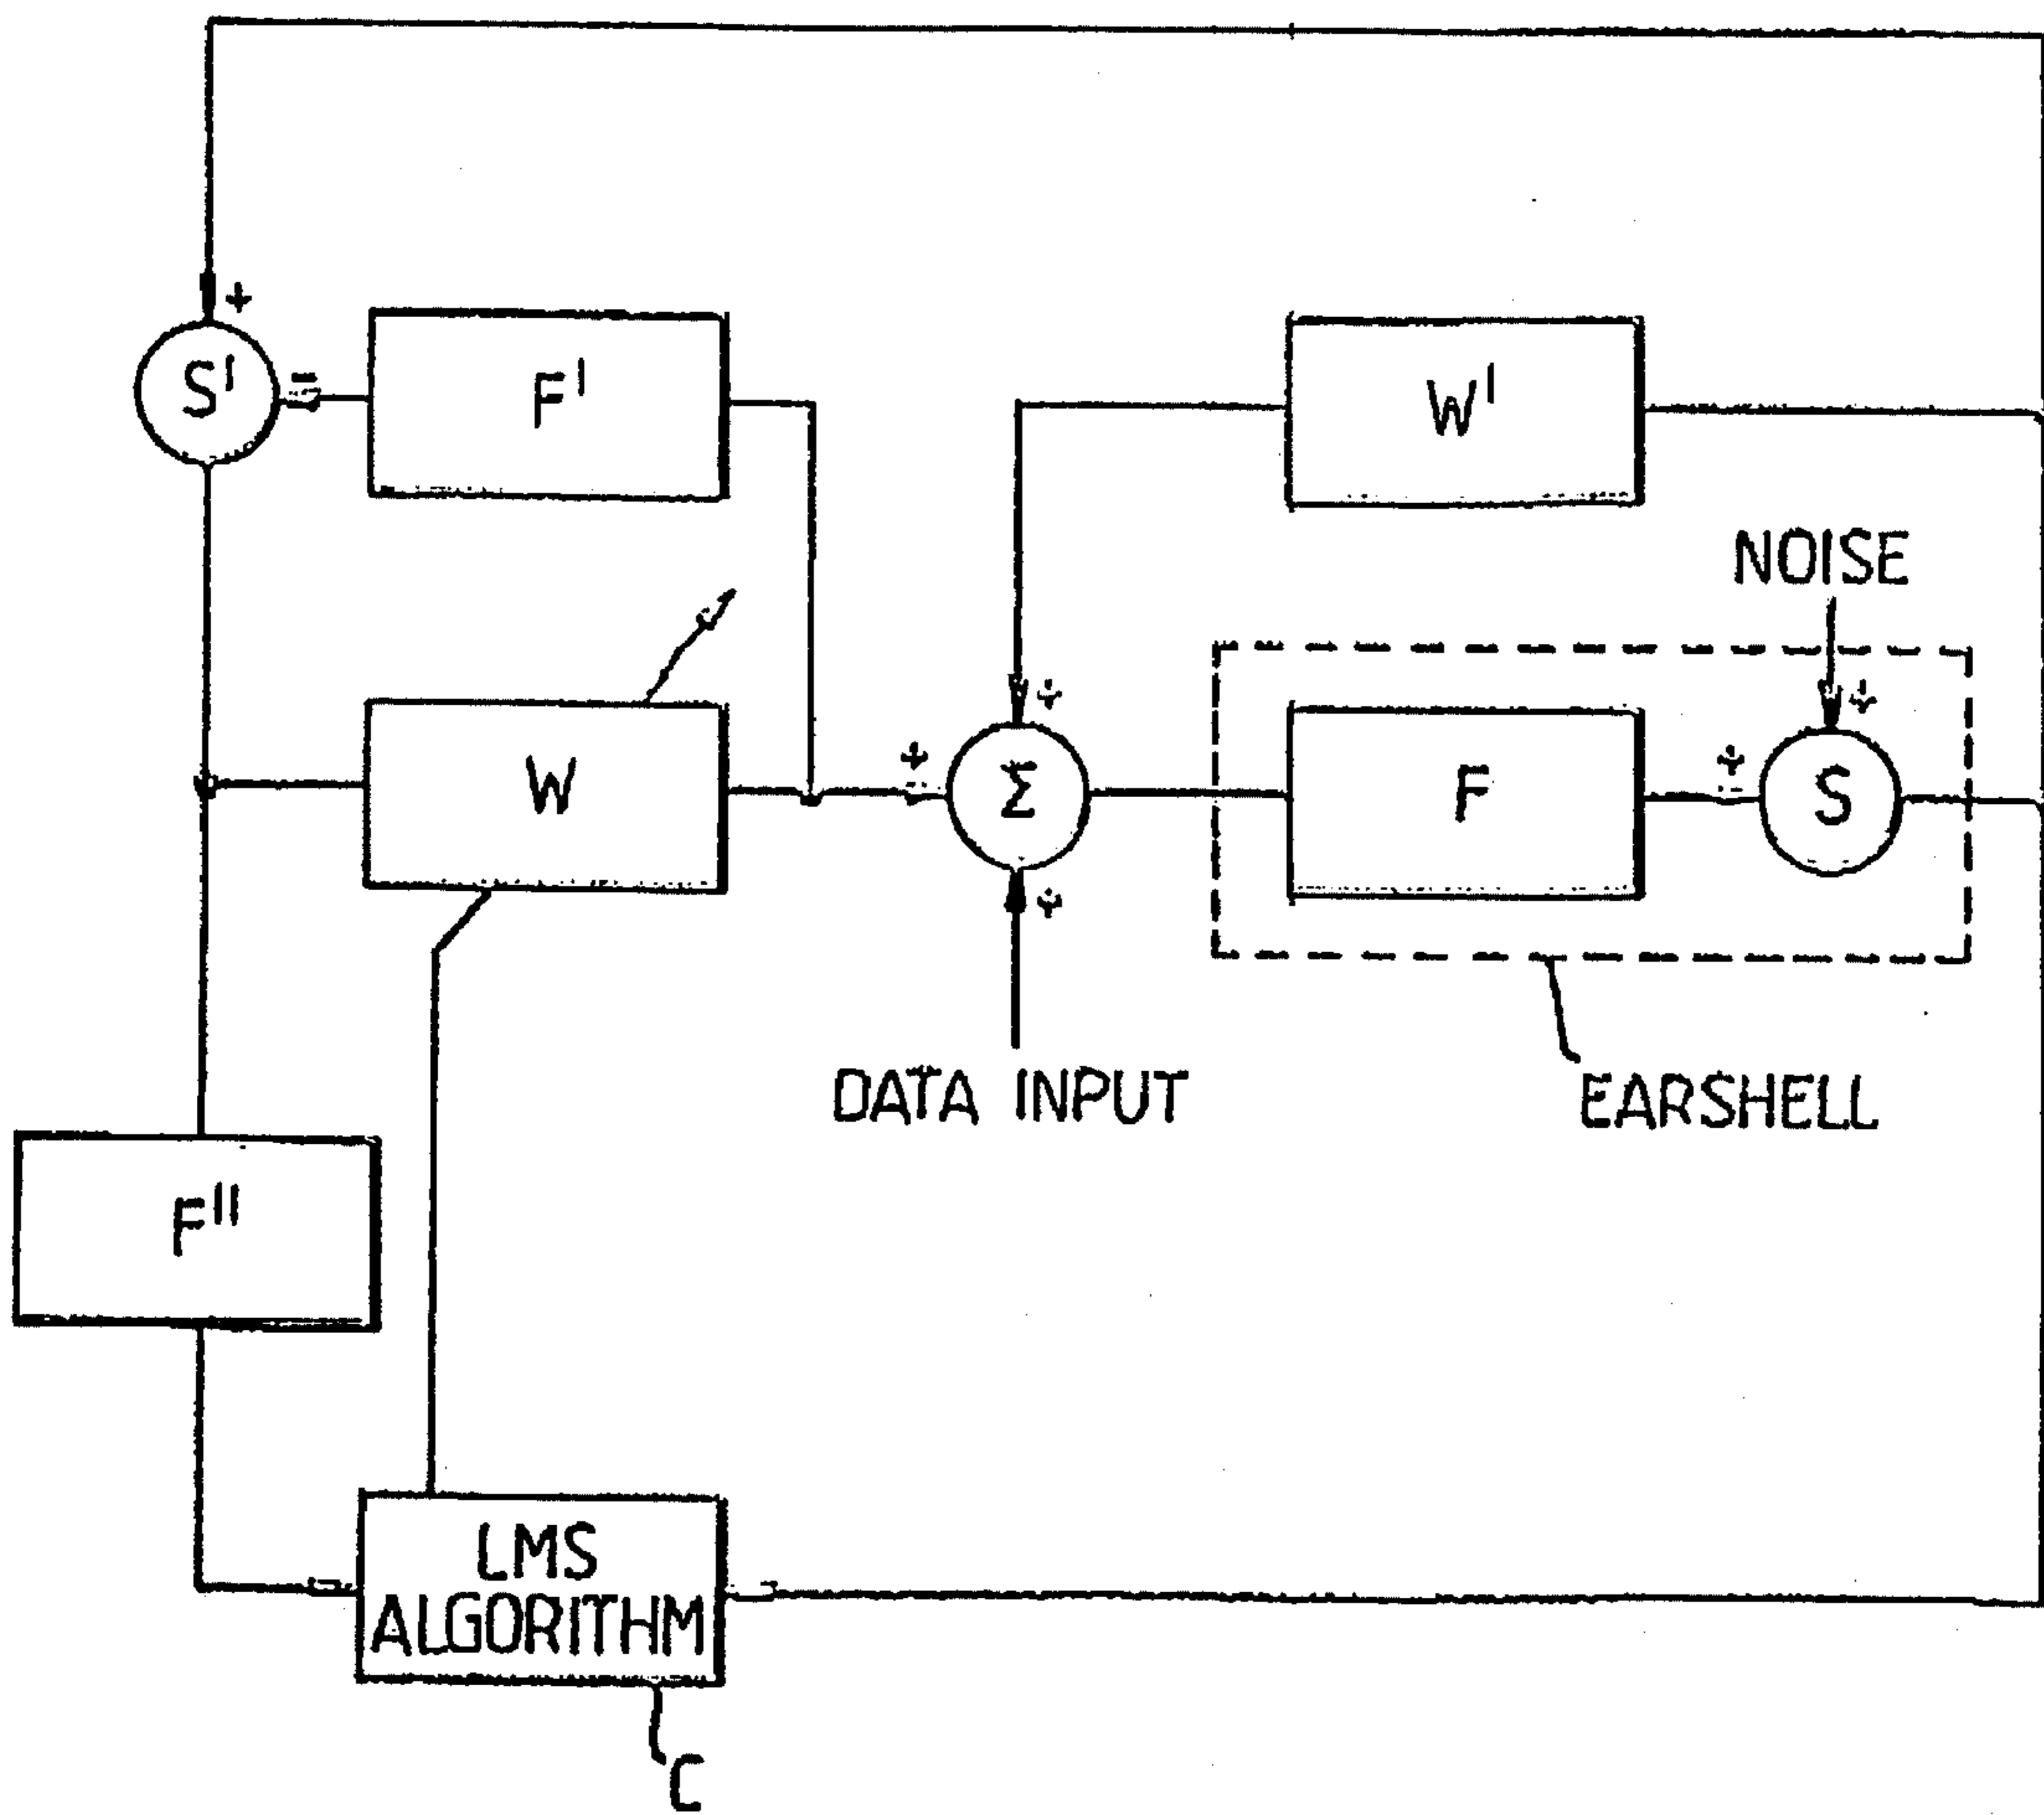 +
S' - F' W'
NOISE
+ +
W + Σ F + S
+
DATA INPUT
EARSHELL
F''
LMS
ALGORITHM
C